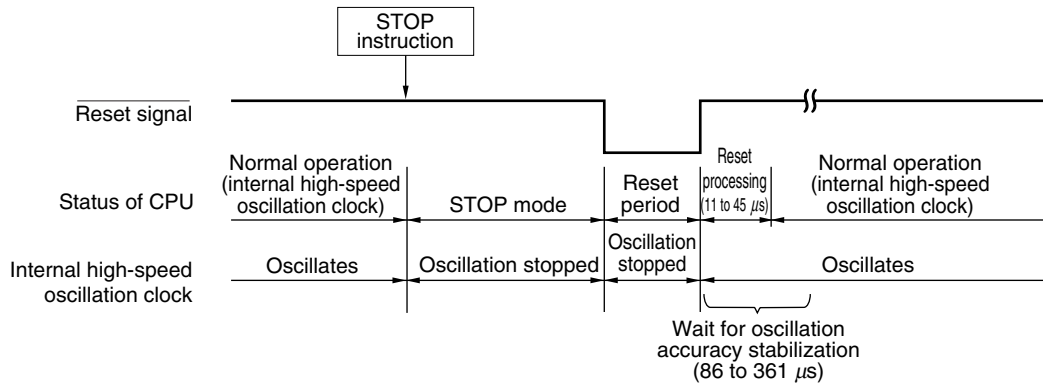 STOP
instruction
Reset signal
Status of CPU
Normal operation
(internal high-speed
oscillation clock)
STOP mode
Reset
period
Reset
processing
(11 to 45 μs)
Normal operation
(internal high-speed
oscillation clock)
Internal high-speed
oscillation clock
Oscillates
Oscillation stopped
Oscillation
stopped
Oscillates
Wait for oscillation
accuracy stabilization
(86 to 361 μs)